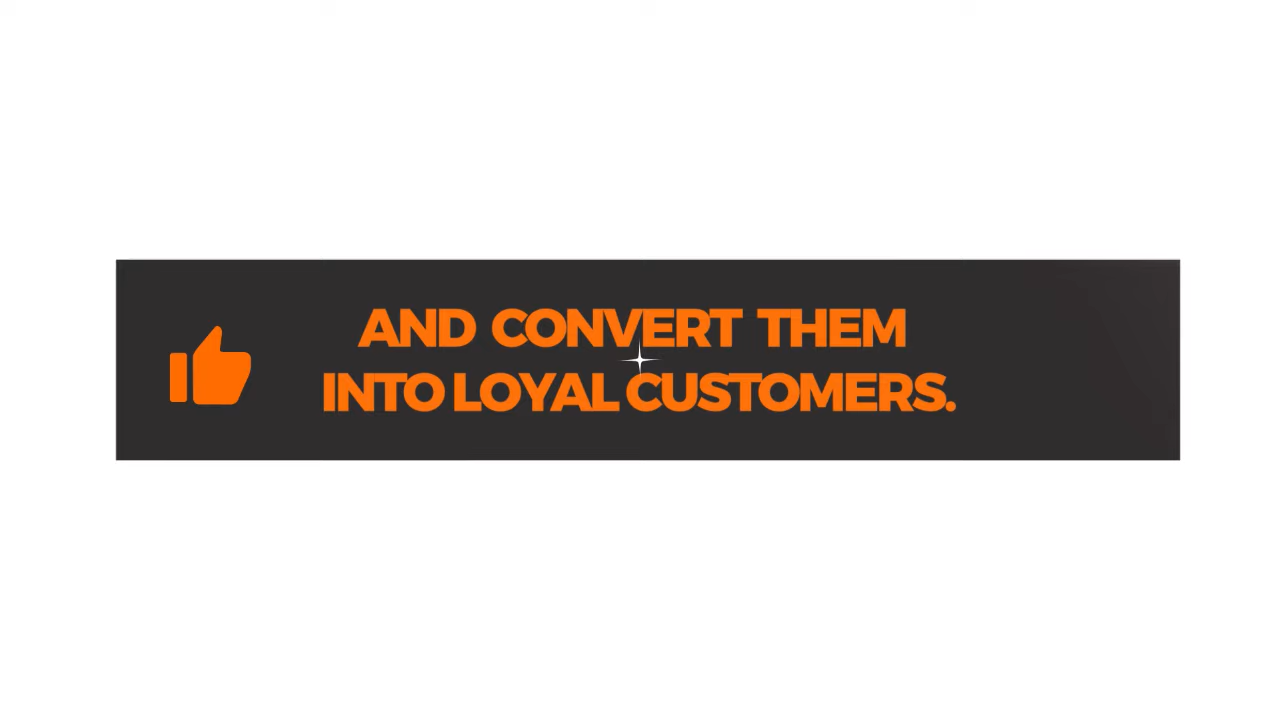 AND CONVERT THEM
INTO LOYAL CUSTOMERS.